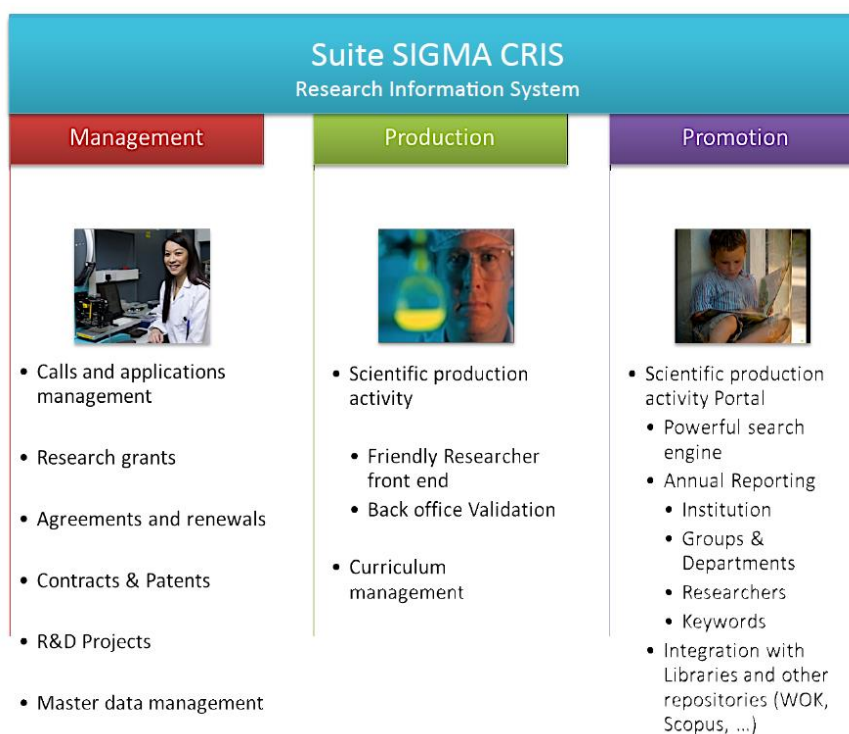 Suite SIGMA CRIS
Research Information System
Management
• Calls and applications
management
• Research grants
• Agreements and renewals
• Contracts & Patents
• R&D Projects
• Master data management
Production
• Scientific production
activity
• Friendly Researcher
front end
• Back office Validation
• Curriculum
management
Promotion
• Scientific production
activity Portal
• Powerful search
engine
• Annual Reporting
• Institution
• Groups &
Departments
• Researchers
• Keywords
• Integration with
Libraries and other
repositories (WOK,
Scopus, ...)